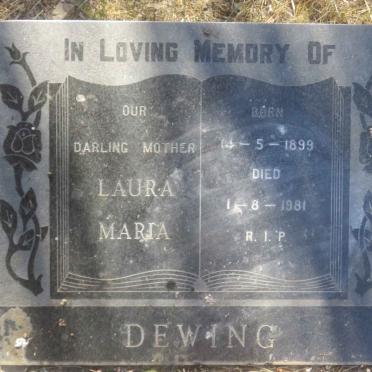 IN LOVING MEMORY OF
OUR
DARLING MOTHER
LAURA
MARIA
BORN
14-5-1899
DIED
1-8-1981
R.I.P
DEWING